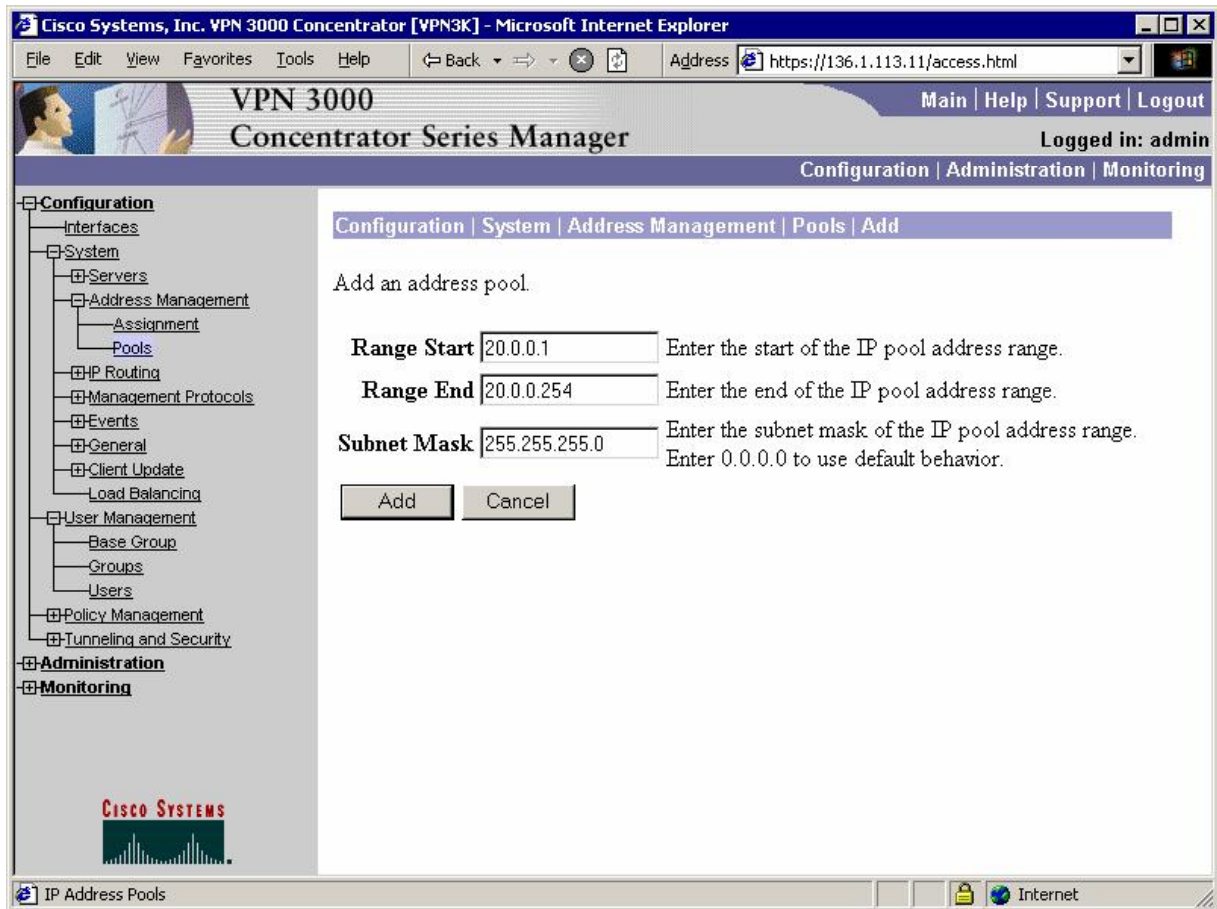 Cisco Systems, Inc. VPN 3000 Concentrator [VPN3K] - Microsoft Internet Explorer
File Edit View Favorites Tools Help Back Address https://136.1.113.11/access.html
VPN 3000
Concentrator Series Manager
Main | Help | Support | Logout
Logged in: admin
Configuration | Administration | Monitoring
Configuration
Interfaces
System
Servers
Address Management
Assignment
Pools
IP Routing
Management Protocols
Events
General
Client Update
Load Balancing
User Management
Base Group
Groups
Users
Policy Management
Tunneling and Security
Administration
Monitoring
CISCO SYSTEMS
Configuration | System | Address Management | Pools | Add
Add an address pool.
Range Start 20.0.0.1 Enter the start of the IP pool address range.
Range End 20.0.0.254 Enter the end of the IP pool address range.
Subnet Mask 255.255.255.0 Enter the subnet mask of the IP pool address range.
Enter 0.0.0.0 to use default behavior.
Add Cancel
IP Address Pools Internet